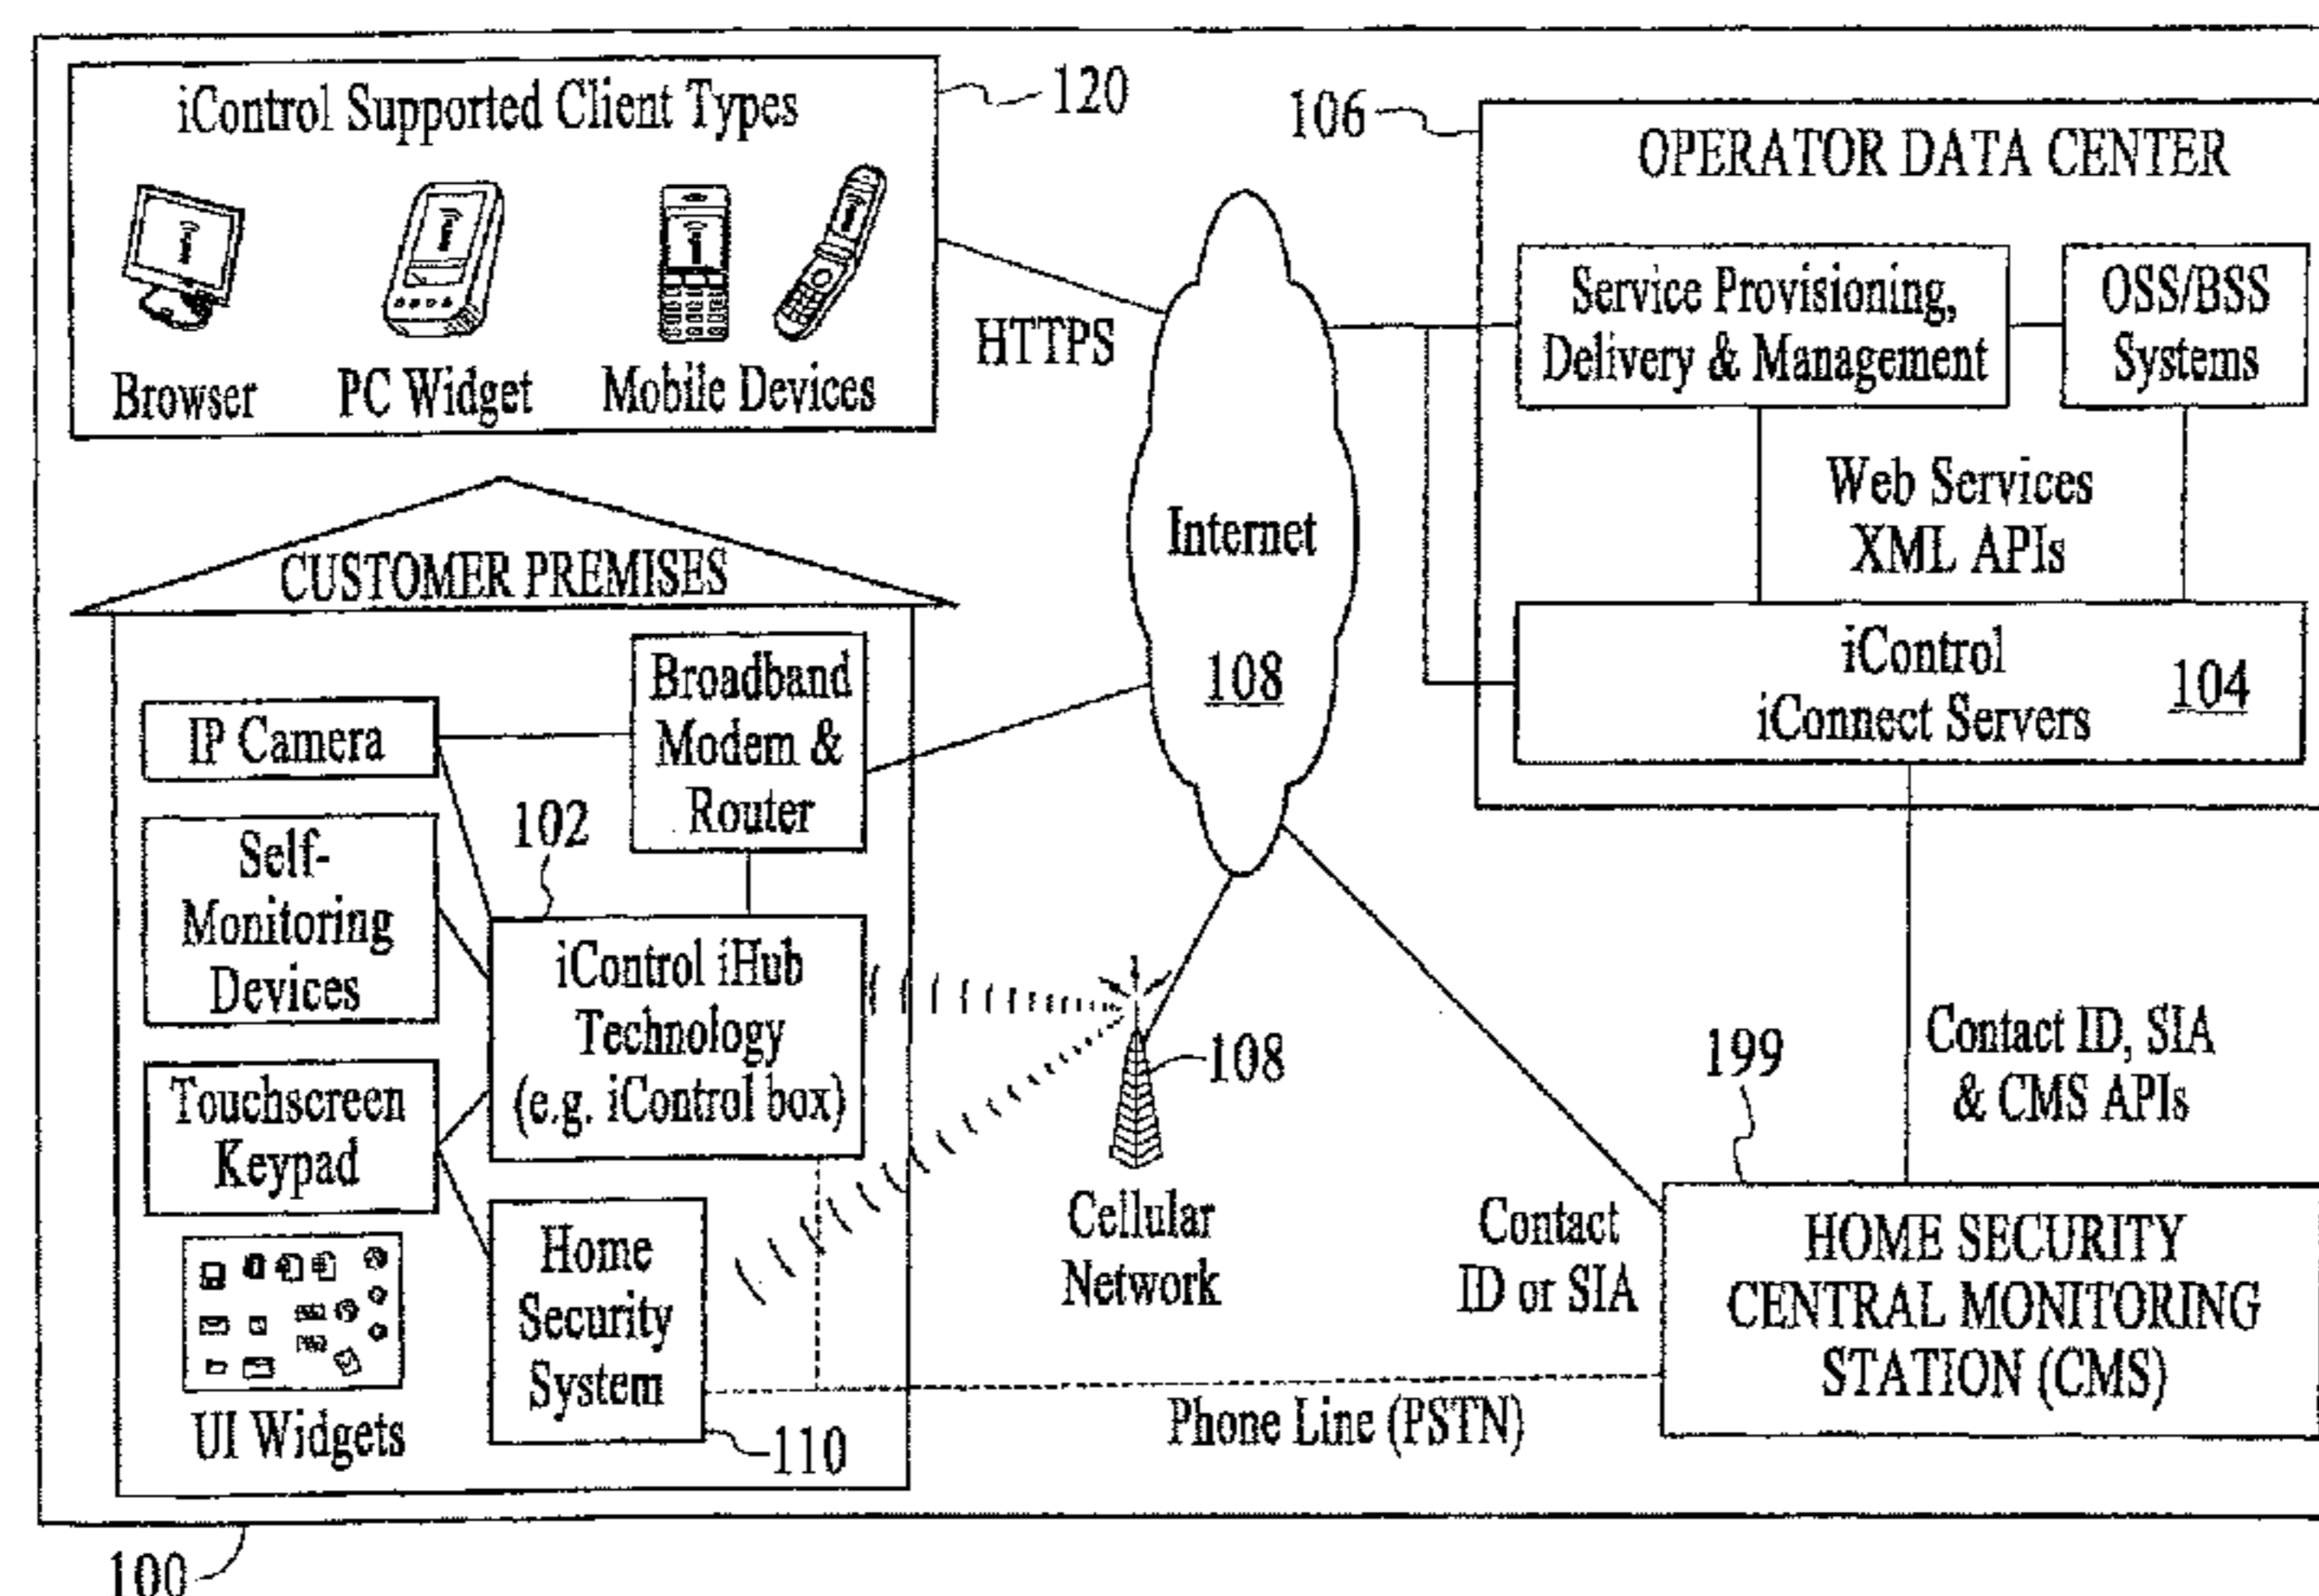 iControl Supported Client Types
120
Browser
PC Widget
Mobile Devices
HTTPS
106
OPERATOR DATA CENTER
Service Provisioning,
Delivery & Management
OSS/BSS
Systems
Web Services
XML APIs
iControl
iConnect Servers
104
Internet
108
CUSTOMER PREMISES
IP Camera
Broadband
Modem &
Router
102
Self-
Monitoring
Devices
iControl iHub
Technology
(e.g. iControl box)
Touchscreen
Keypad
UI Widgets
Home
Security
System
110
108
Cellular
Network
199
Contact ID, SIA
& CMS APIs
Contact
ID or SIA
HOME SECURITY
CENTRAL MONITORING
STATION (CMS)
Phone Line (PSTN)
100